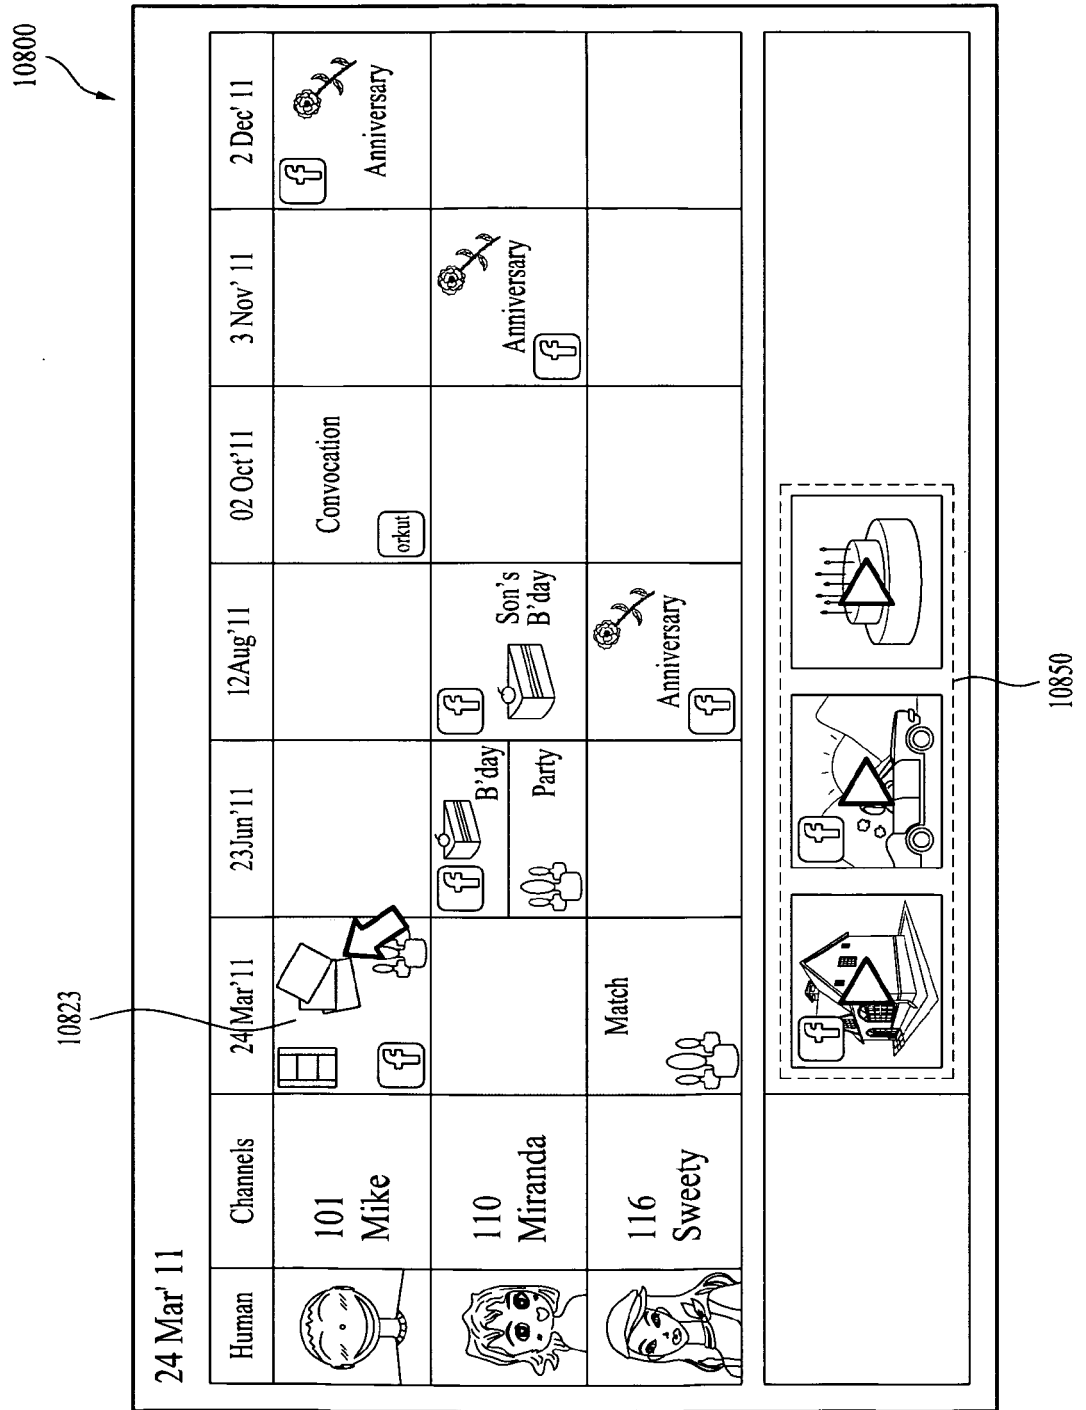 10800
24 Mar' 11
Human Channels 24 Mar'11 23Jun'11 12Aug'11 02 Oct'11 3 Nov' 11 2 Dec' 11
10823
101
Mike
f
Convocation
orkut
f
Anniversary
110
Miranda
f
B'day
Party
f
Son's
B'day
Anniversary
f
116
Sweety
Match
Anniversary
f
f
f
10850